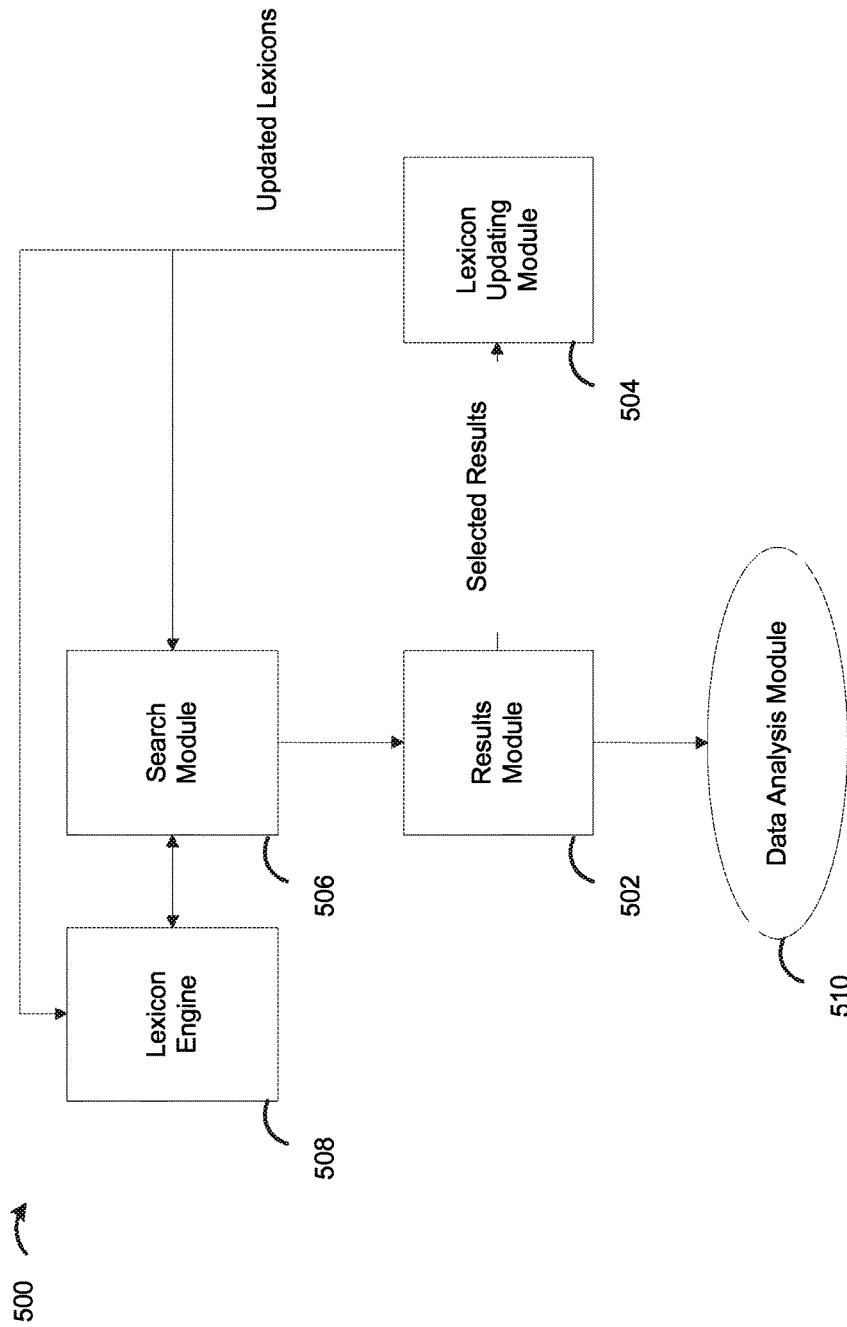 500
Lexicon
Engine
508
Search
Module
506
Updated Lexicons
Results
Module
502
Selected Results
Lexicon
Updating
Module
504
Data Analysis Module
510